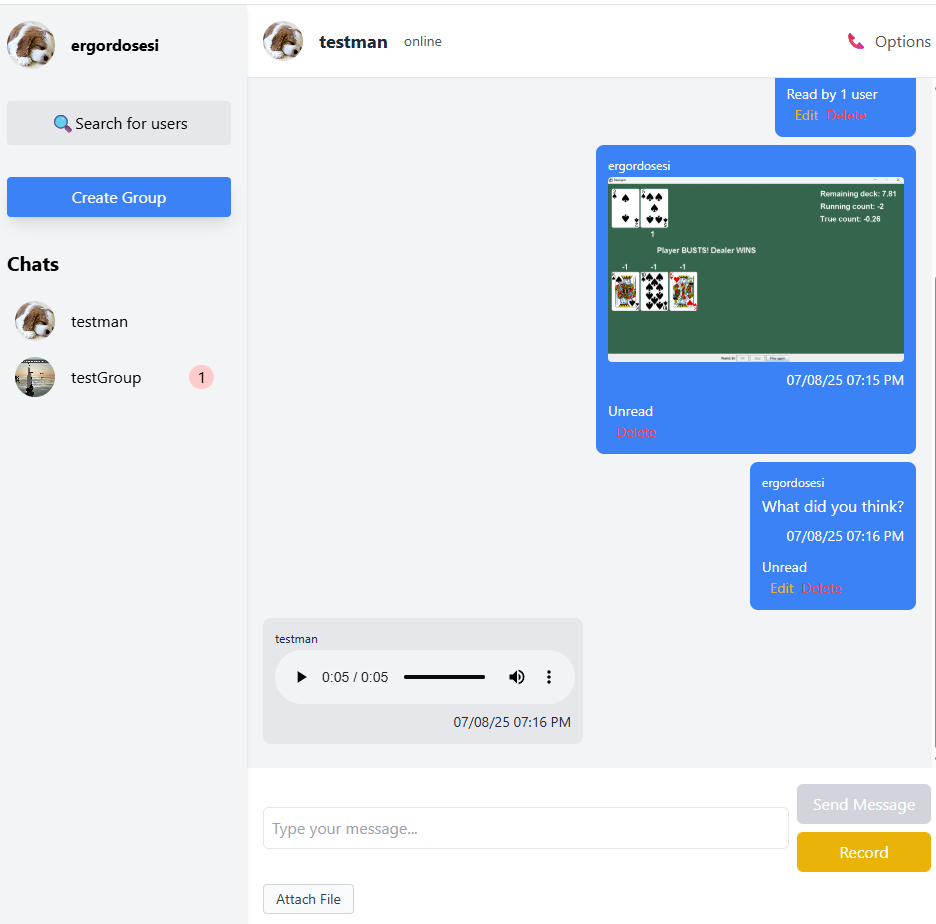 ergordosesi
Search for users
Create Group
Chats
testman
testGroup 1
testman online
Options
Read by 1 user
Edit Delete
ergordosesi
Remaining deck: 7.81
Running count: -2
True count: -0.26
1
Player BUSTS! Dealer WINS
-1 -1 -1
07/08/25 07:15 PM
Unread
Delete
ergordosesi
What did you think?
07/08/25 07:16 PM
Unread
Edit Delete
testman
0:05 / 0:05
07/08/25 07:16 PM
Type your message...
Send Message
Record
Attach File